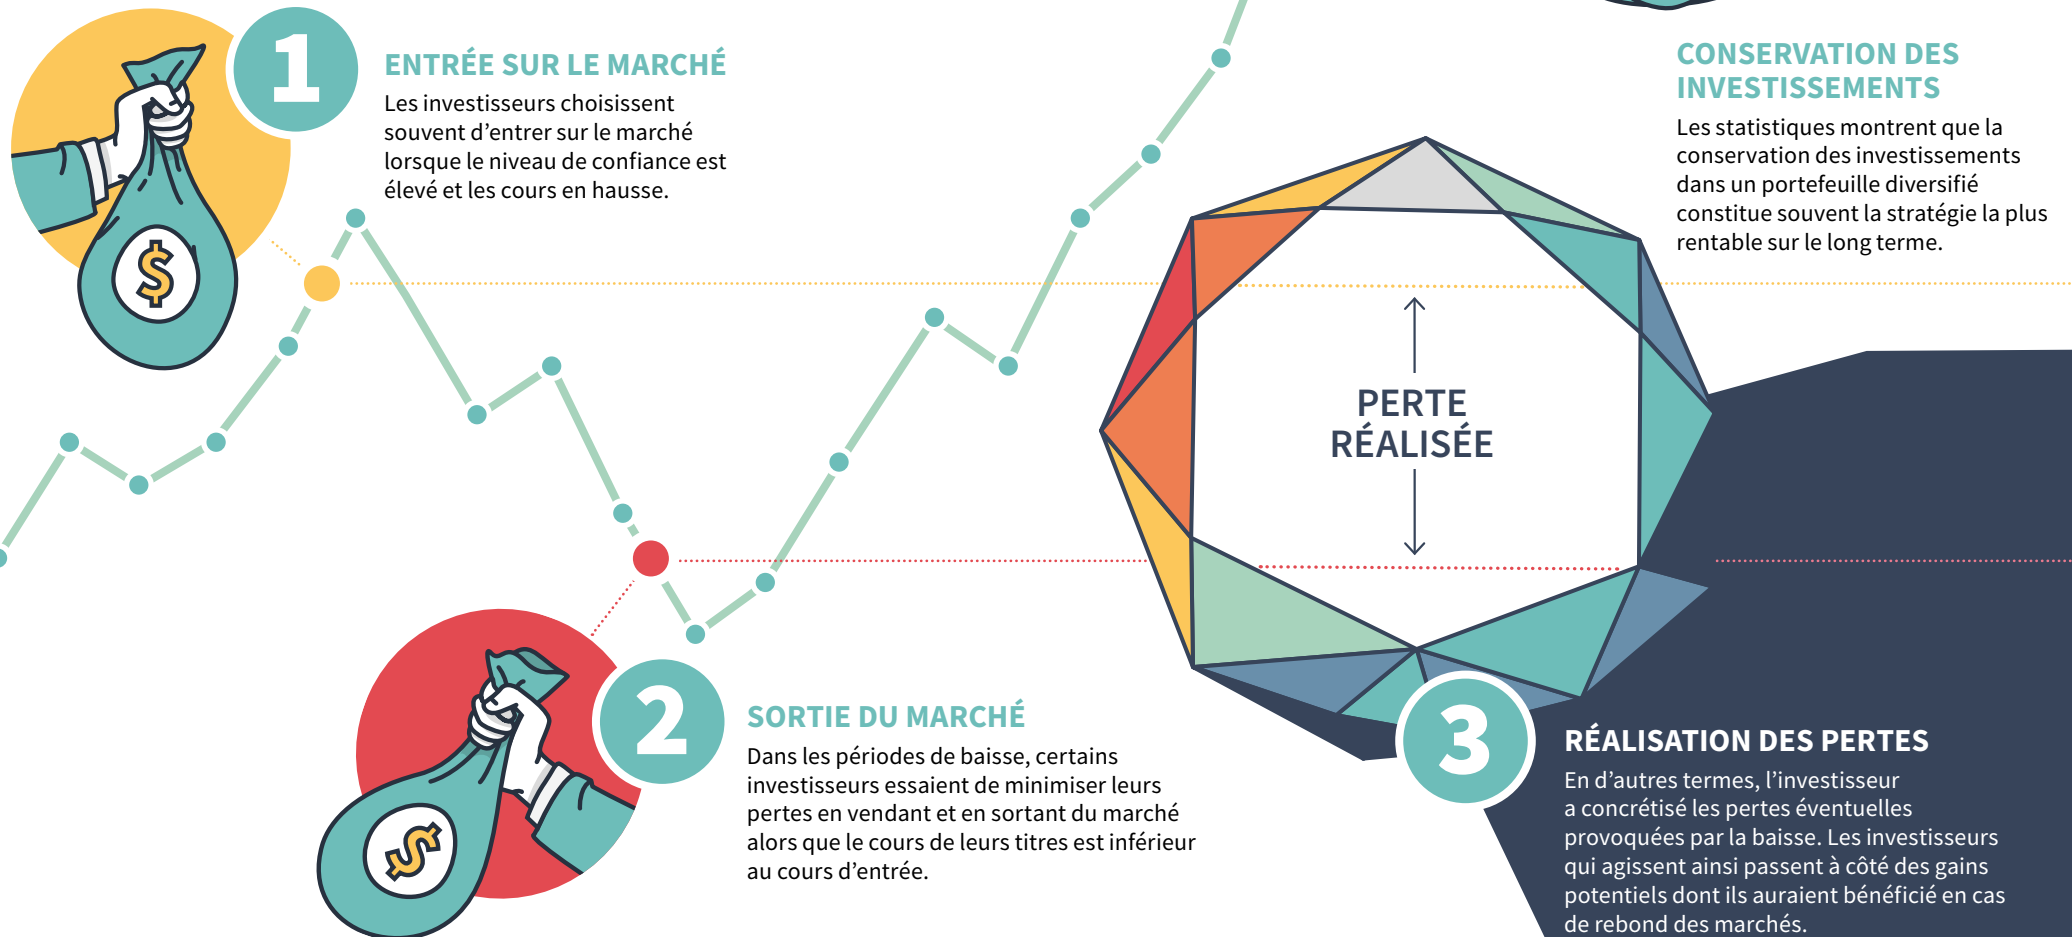 1
ENTRÉE SUR LE MARCHÉ
Les investisseurs choisissent
souvent d’entrer sur le marché
lorsque le niveau de confiance est
élevé et les cours en hausse.
$
CONSERVATION DES
INVESTISSEMENTS
Les statistiques montrent que la
conservation des investissements
dans un portefeuille diversifié
constitue souvent la stratégie la plus
rentable sur le long terme.
PERTE
RÉALISÉE
2
SORTIE DU MARCHÉ
Dans les périodes de baisse, certains
investisseurs essaient de minimiser leurs
pertes en vendant et en sortant du marché
alors que le cours de leurs titres est inférieur
au cours d’entrée.
$
3
RÉALISATION DES PERTES
En d’autres termes, l’investisseur
a concrétisé les pertes éventuelles
provoquées par la baisse. Les investisseurs
qui agissent ainsi passent à côté des gains
potentiels dont ils auraient bénéficié en cas
de rebond des marchés.